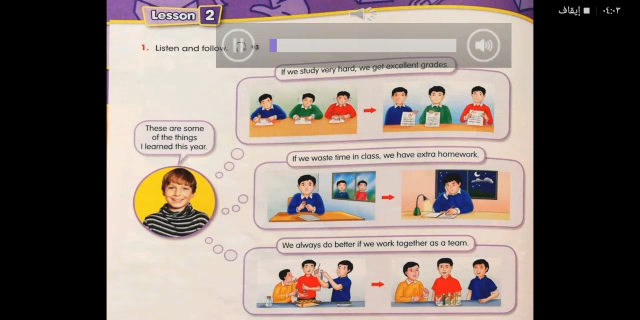 Lesson 2
٠٤:٠٣ ■ إيقاف
1. Listen and follow
If we study very hard, we get excellent grades.
These are some
of the things
I learned this year.
If we waste time in class, we have extra homework.
We always do better if we work together as a team.